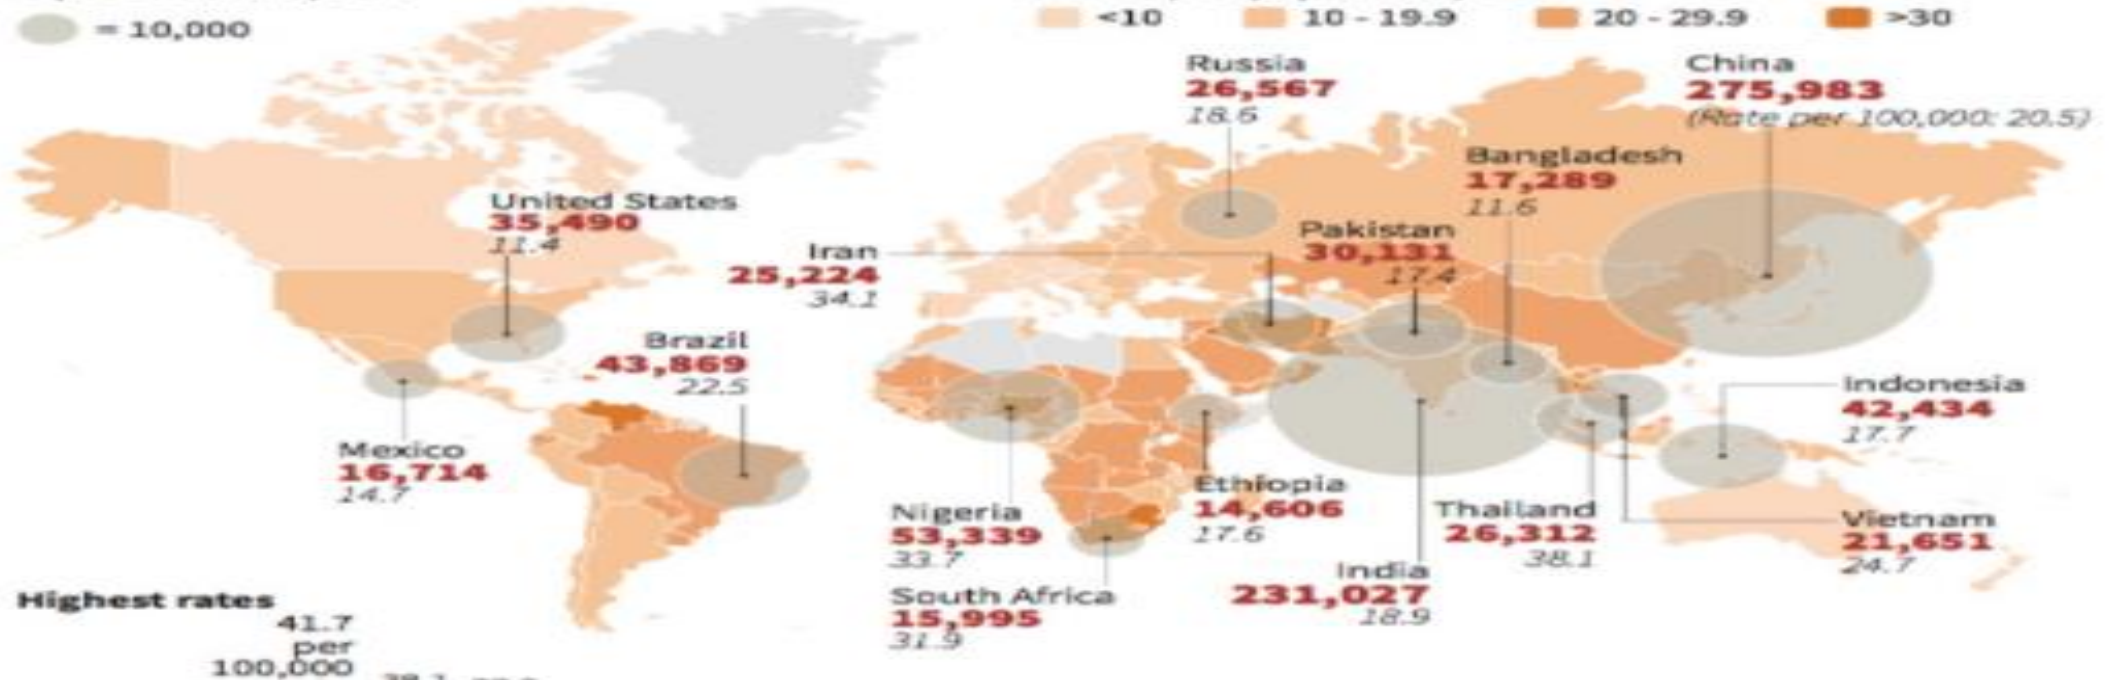 = 10,000
<10
10 - 19.9
20 - 29.9
>30
Russia
26,567
18.6
China
275,983
(Rate per 100,000: 20.5)
Bangladesh
17,289
11.6
United States
35,490
11.4
Pakistan
30,131
17.4
Iran
25,224
34.1
Brazil
43,869
22.5
Indonesia
42,434
17.7
Mexico
16,714
14.7
Nigeria
53,339
33.7
Ethiopia
14,606
17.6
Thailand
26,312
38.1
Vietnam
21,651
24.7
India
231,027
18.9
South Africa
15,995
31.9
Highest rates
41.7
per
100,000